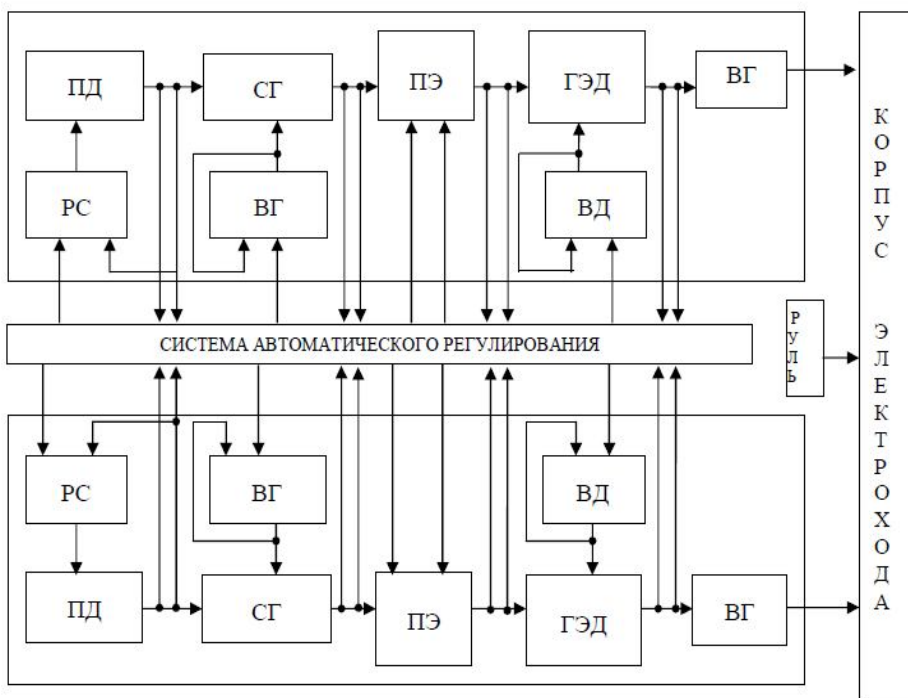 ПД
СГ
ПЭ
ГЭД
ВГ
РС
ВГ
ВД
СИСТЕМА АВТОМАТИЧЕСКОГО РЕГУЛИРОВАНИЯ
РУЛЬ
КОРПУС ЭЛЕКТРОХОДА
РС
ВГ
ВД
ПД
СГ
ПЭ
ГЭД
ВГ